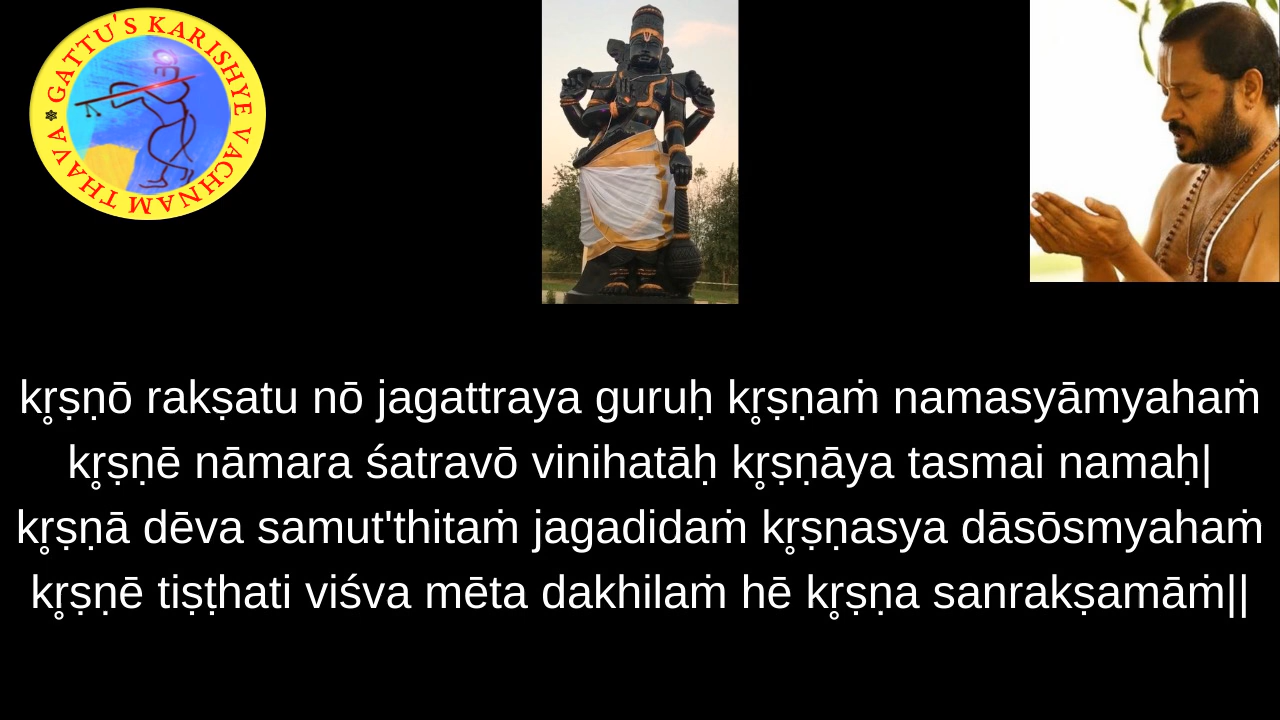 GATTU'S KARISHYE VACHNAM THAVA
kr̥ṣṇō rakṣatu nō jagattraya guruḥ kr̥ṣṇaṁ namasyāmyahaṁ
kr̥ṣṇē nāmara śatravō vinihatāḥ kr̥ṣṇāya tasmai namaḥ|
kr̥ṣṇā dēva samut'thitaṁ jagadidaṁ kr̥ṣṇasya dāsōsmyahaṁ
kr̥ṣṇē tiṣṭhati viśva mēta dakhilaṁ hē kr̥ṣṇa sanrakṣamāṁ||